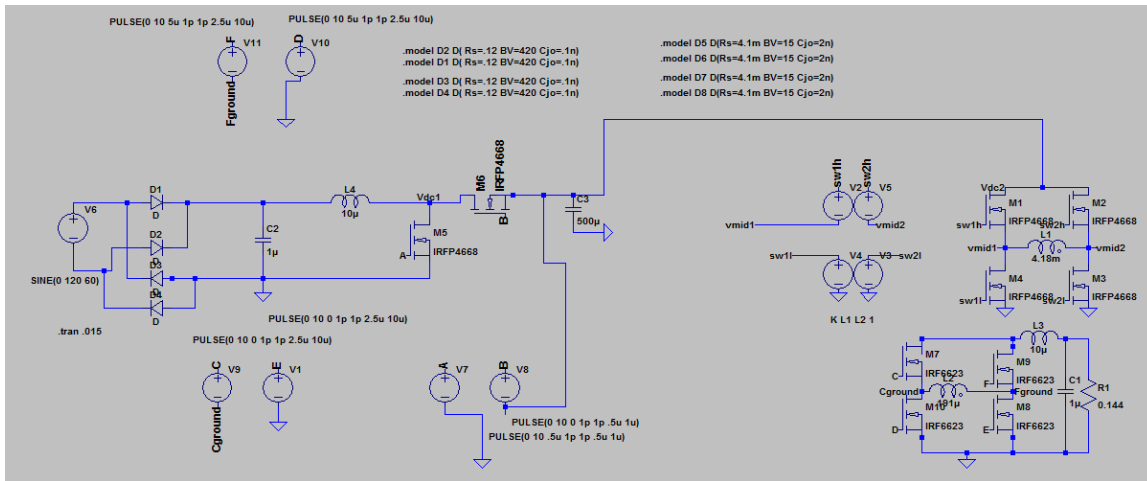 PULSE(0 10 5u 1p 1p 2.5u 10u)
PULSE(0 10 5u 1p 1p 2.5u 10u)
F
V11
Fground
D
V10
.model D2 D( Rs=.12 BV=420 Cjo=.1n)
.model D1 D( Rs=.12 BV=420 Cjo=.1n)
.model D3 D( Rs=.12 BV=420 Cjo=.1n)
.model D4 D( Rs=.12 BV=420 Cjo=.1n)
.model D5 D(Rs=4.1m BV=15 Cjo=2n)
.model D6 D(Rs=4.1m BV=15 Cjo=2n)
.model D7 D(Rs=4.1m BV=15 Cjo=2n)
.model D8 D(Rs=4.1m BV=15 Cjo=2n)
V6
SINE(0 120 60)
D1
D
D2
D
D3
D
D4
D
C2
1µ
L4
10µ
Vdc1
M5
A
IRFP4668
M6
IRFP4668
B
C3
500µ
sw1h
V2
sw2h
V5
vmid1
vmid2
sw1l
V4
V3
sw2l
K L1 L2 1
Vdc2
M1
sw1h
IRFP4668
M2
sw2h
IRFP4668
vmid1
L1
4.18m
vmid2
M4
sw1l
IRFP4668
M3
sw2l
IRFP4668
.tran .015
PULSE(0 10 0 1p 1p 2.5u 10u)
PULSE(0 10 0 1p 1p 2.5u 10u)
C
V9
Cground
E
V1
A
V7
B
V8
PULSE(0 10 0 1p 1p .5u 1u)
PULSE(0 10 .5u 1p 1p .5u 1u)
M7
C
IRF6623
M9
F
IRF6623
L3
10µ
Cground
L2
191µ
Fground
M10
D
IRF6623
M8
E
IRF6623
C1
1µ
R1
0.144